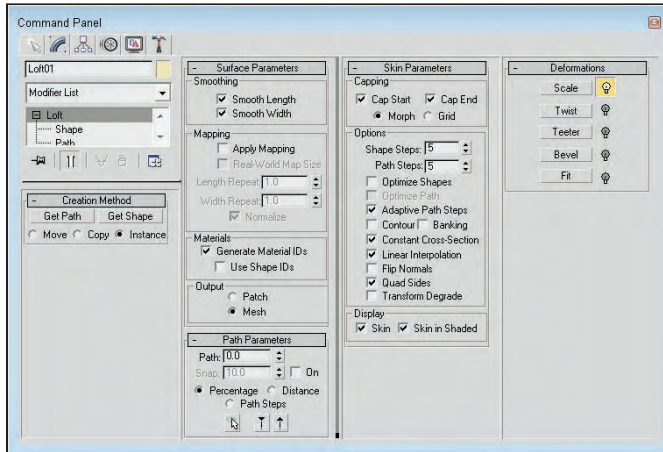 Command Panel
Loft01
Modifier List
Loft
Shape
Path
- Creation Method
Get Path Get Shape
Move Copy Instance
- Surface Parameters
Smoothing
Smooth Length
Smooth Width
Mapping
Apply Mapping
Real-World Map Size
Length Repeat: 1.0
Width Repeat: 1.0
Normalize
Materials
Generate Material IDs
Use Shape IDs
Output
Patch
Mesh
- Path Parameters
Path: 0.0
Snap: 10.0 On
Percentage Distance
Path Steps
- Skin Parameters
Capping
Cap Start Cap End
Morph Grid
Options
Shape Steps: 5
Path Steps: 5
Optimize Shapes
Optimize Path
Adaptive Path Steps
Contour Banking
Constant Cross-Section
Linear Interpolation
Flip Normals
Quad Sides
Transform Degrade
Display
Skin Skin in Shaded
- Deformations
Scale
Twist
Teeter
Bevel
Fit